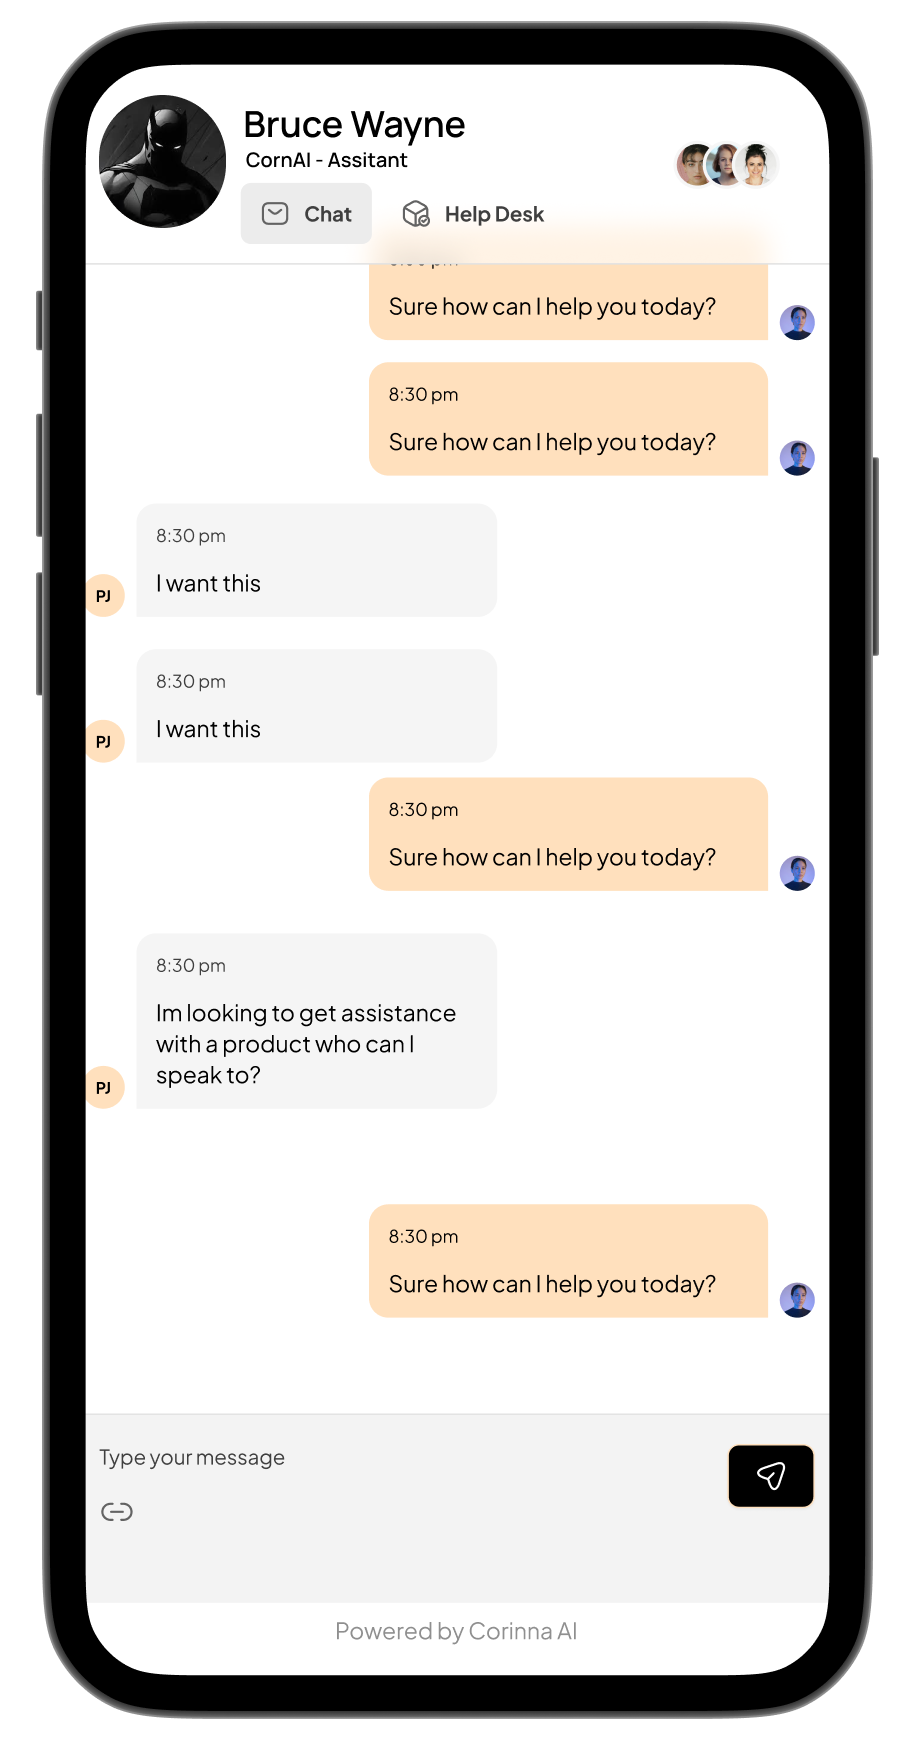 Bruce Wayne
CornAI - Assitant
Chat
Help Desk
Sure how can I help you today?
8:30 pm
Sure how can I help you today?
8:30 pm
I want this
PJ
8:30 pm
I want this
PJ
8:30 pm
Sure how can I help you today?
8:30 pm
Im looking to get assistance
with a product who can I
speak to?
PJ
8:30 pm
Sure how can I help you today?
Type your message
Powered by Corinna AI